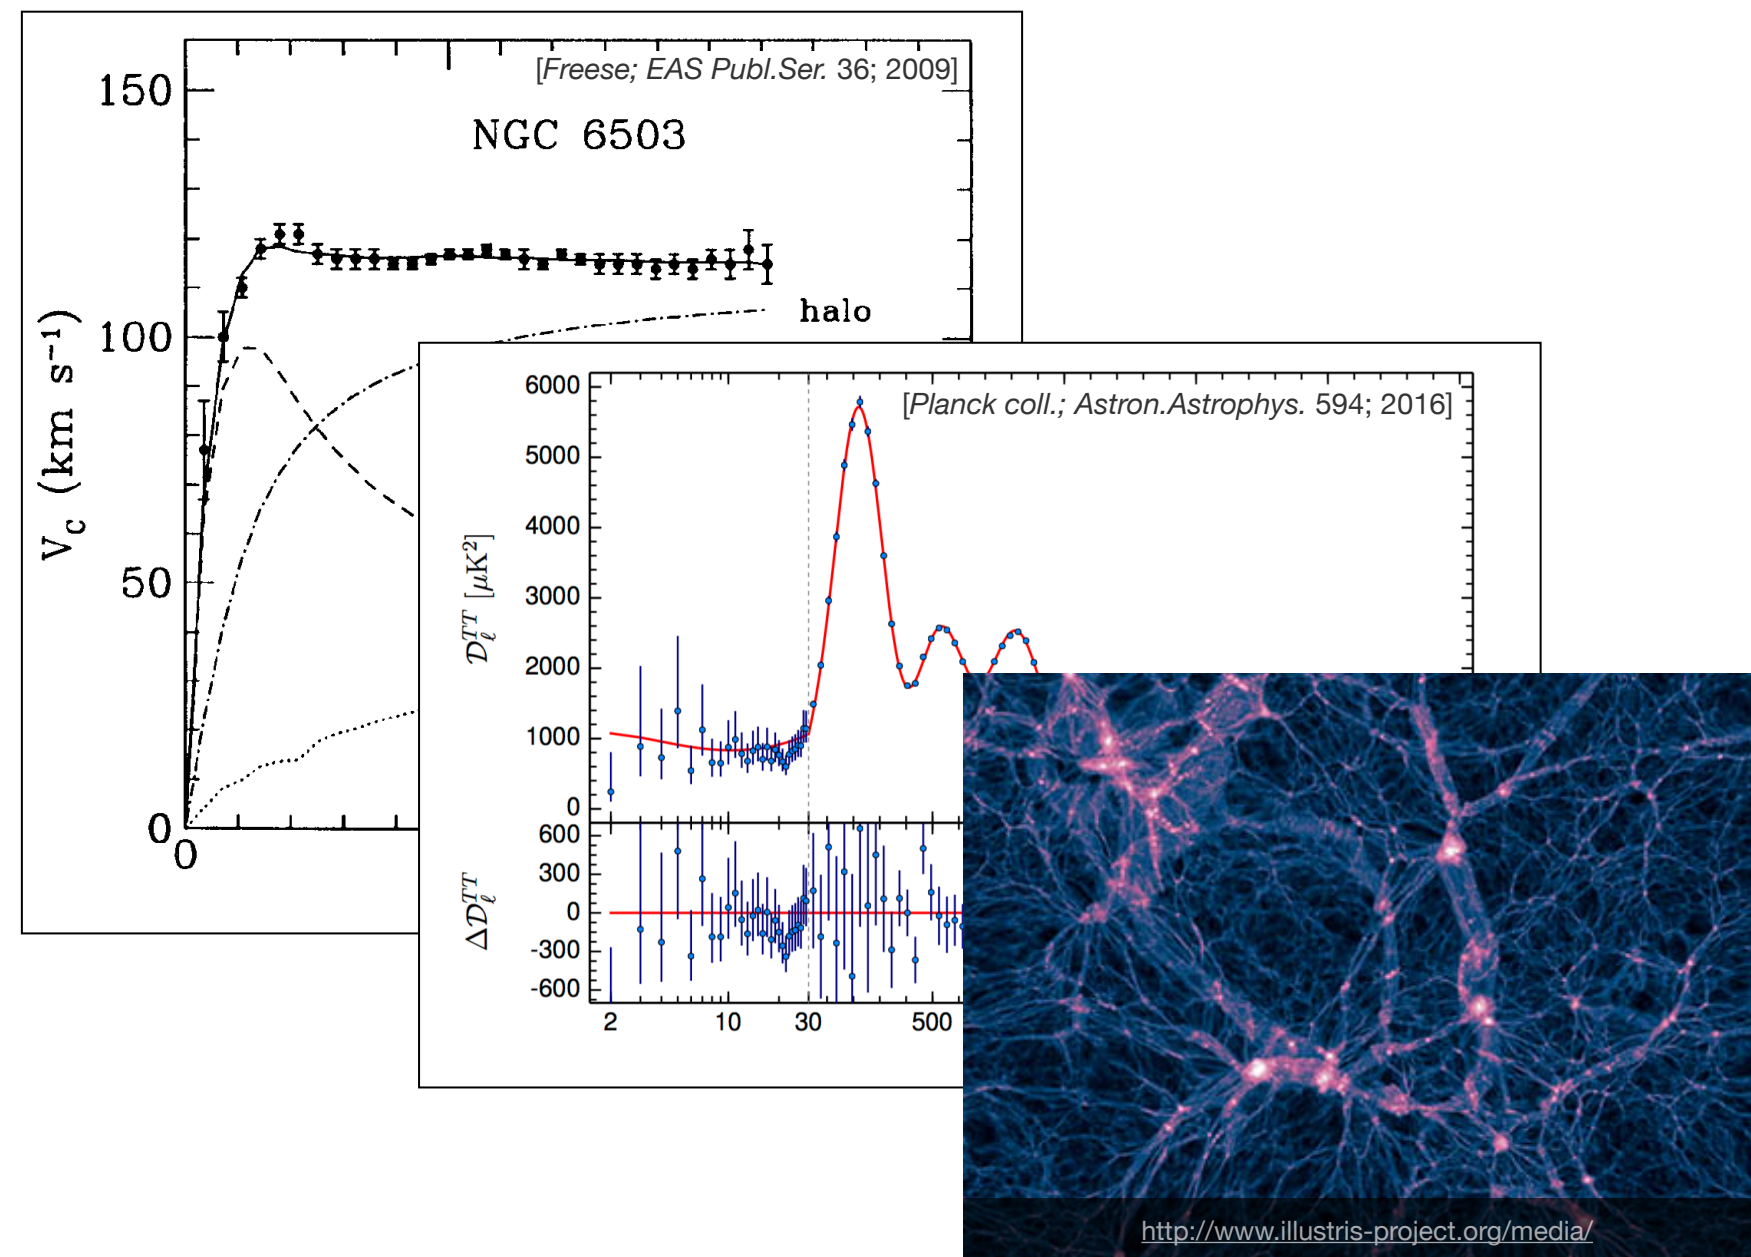 [Freese; EAS Publ.Ser. 36; 2009]
150
NGC 6503
halo
100
V_C (km s⁻¹)
50
0
0
[Planck coll.; Astron.Astrophys. 594; 2016]
6000
5000
4000
3000
2000
1000
0
𝒟_ℓ^TT [μK²]
600
300
0
-300
-600
Δ𝒟_ℓ^TT
2 10 30 500
http://www.illustris-project.org/media/